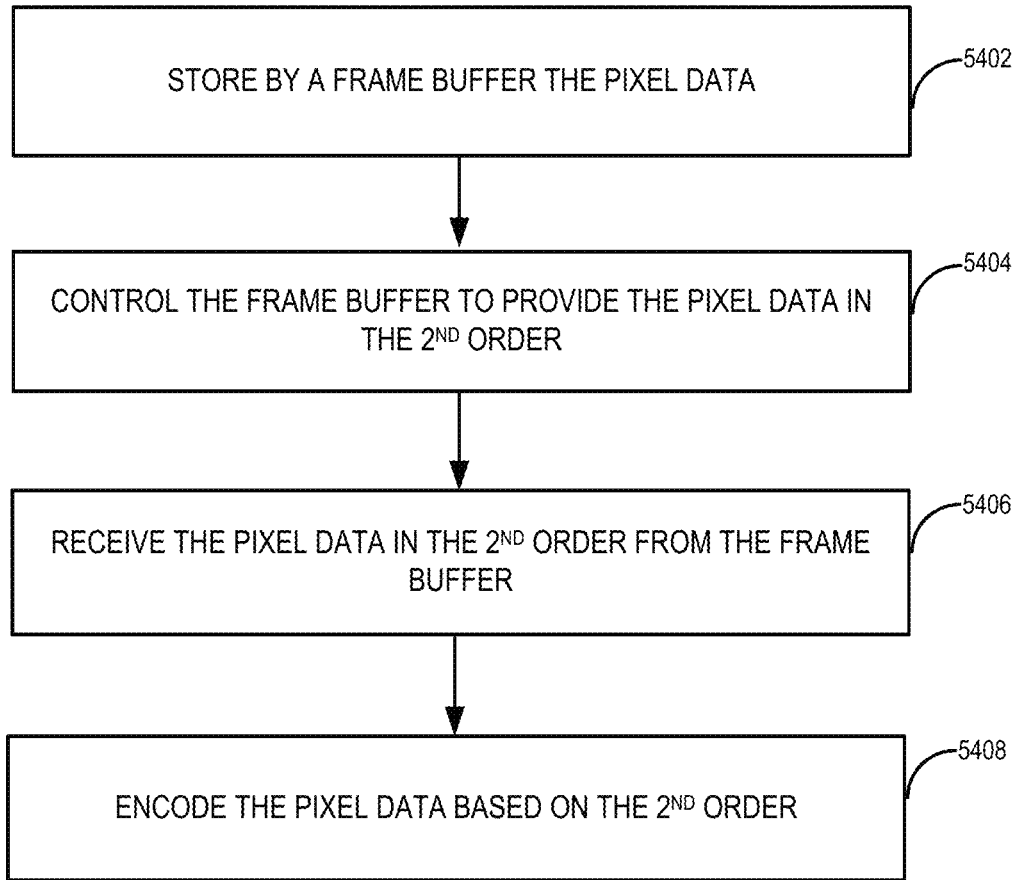 STORE BY A FRAME BUFFER THE PIXEL DATA
5402
CONTROL THE FRAME BUFFER TO PROVIDE THE PIXEL DATA IN
THE 2ND ORDER
5404
RECEIVE THE PIXEL DATA IN THE 2ND ORDER FROM THE FRAME
BUFFER
5406
ENCODE THE PIXEL DATA BASED ON THE 2ND ORDER
5408